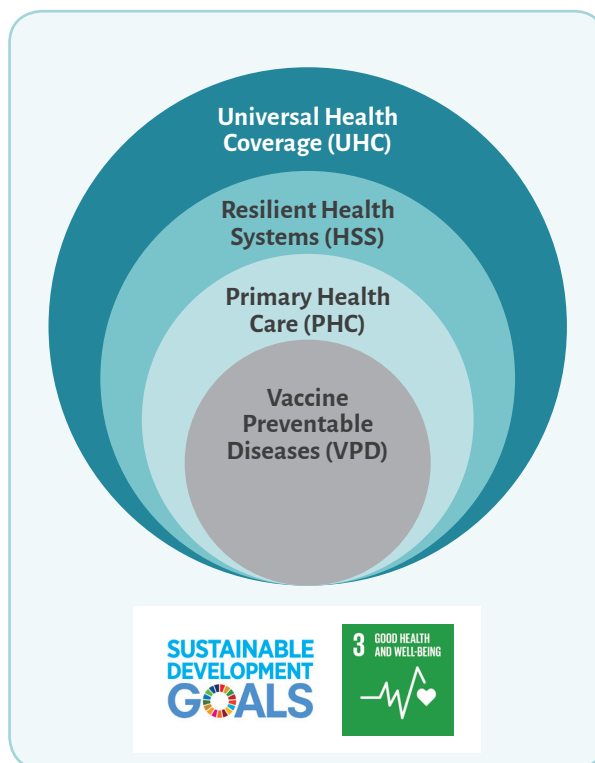 Universal Health
Coverage (UHC)
Resilient Health
Systems (HSS)
Primary Health
Care (PHC)
Vaccine
Preventable
Diseases (VPD)
SUSTAINABLE
DEVELOPMENT
GOALS
3 GOOD HEALTH
AND WELL-BEING